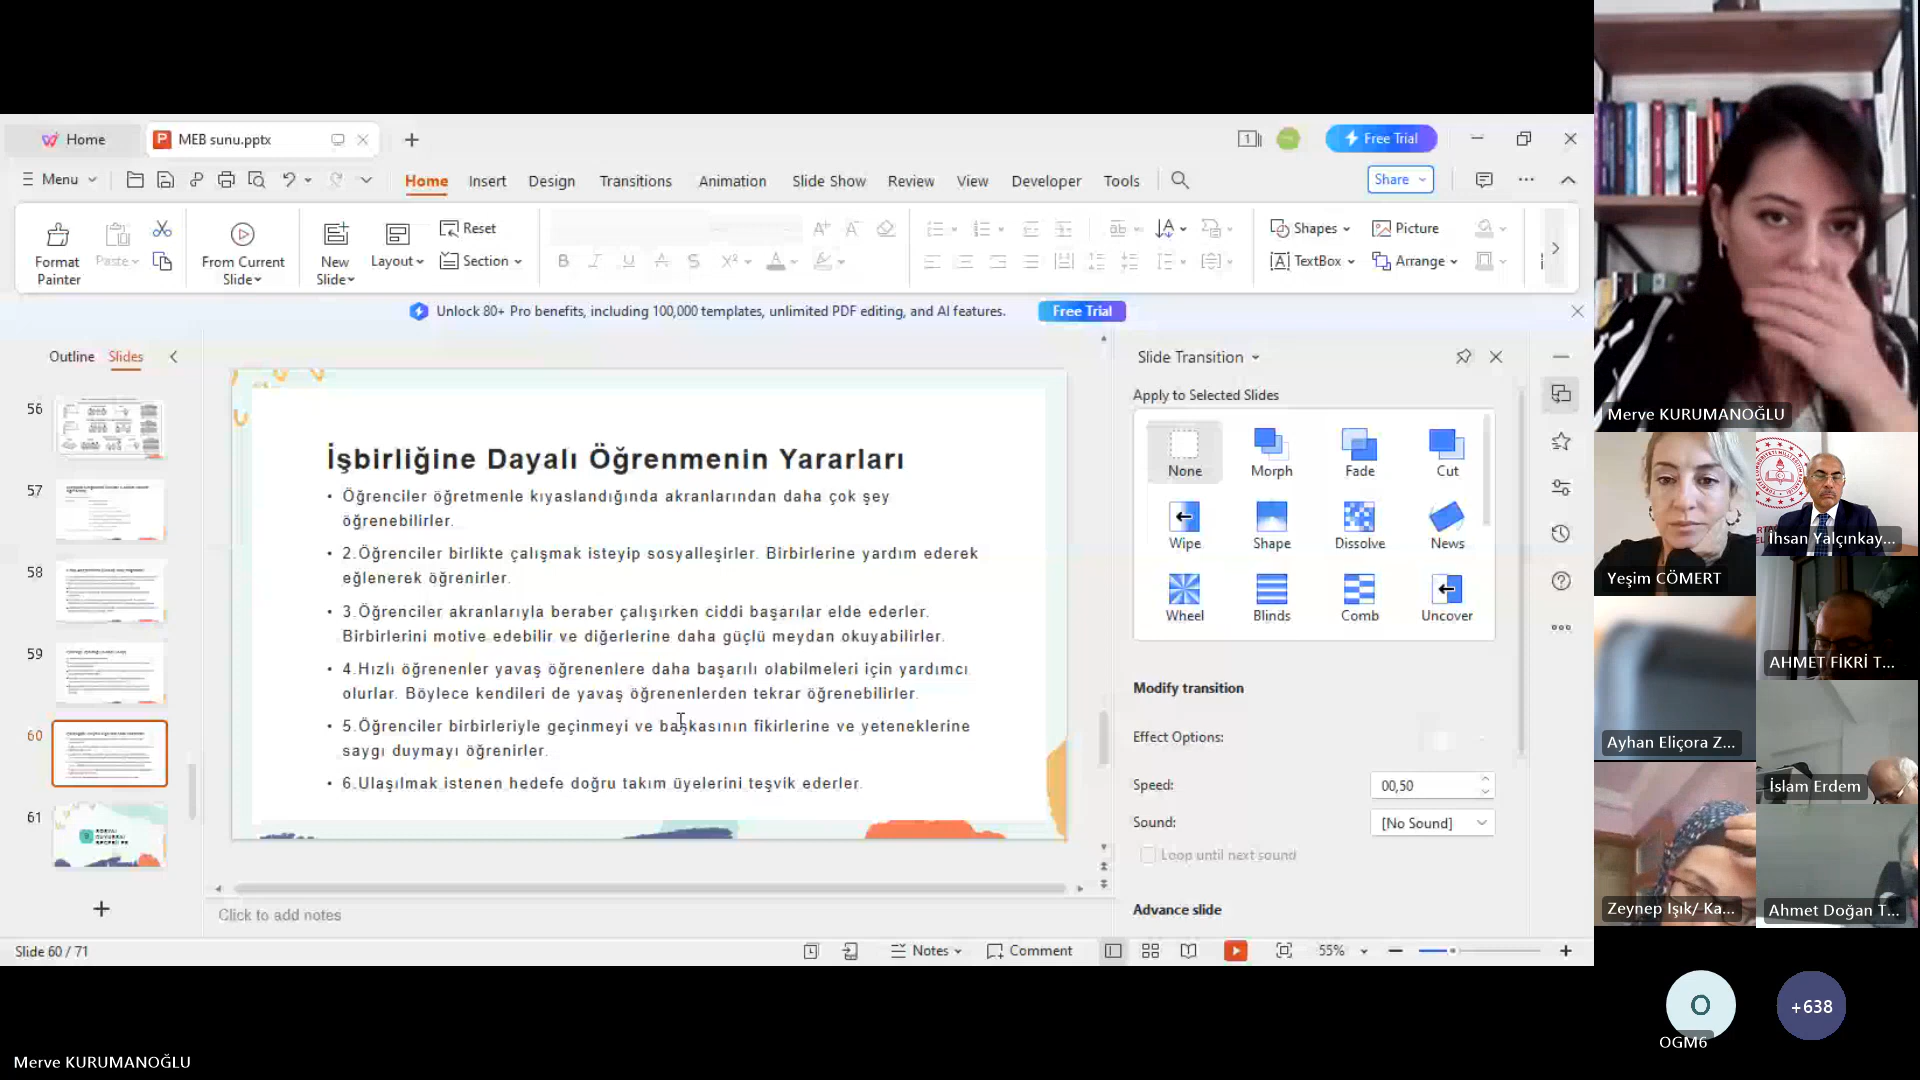 Home
MEB sunu.pptx
Free Trial
Menu
Home
Insert
Design
Transitions
Animation
Slide Show
Review
View
Developer
Tools
Share
Format Painter
Paste
From Current Slide
New Slide
Layout
Reset
Section
Shapes
Picture
TextBox
Arrange
Unlock 80+ Pro benefits, including 100,000 templates, unlimited PDF editing, and AI features.
Free Trial
Outline
Slides
56
57
58
59
60
61
İşbirliğine Dayalı Öğrenmenin Yararları
• Öğrenciler öğretmenle kıyaslandığında akranlarından daha çok şey
öğrenebilirler.
• 2.Öğrenciler birlikte çalışmak isteyip sosyalleşirler. Birbirlerine yardım ederek
eğlenerek öğrenirler.
• 3.Öğrenciler akranlarıyla beraber çalışırken ciddi başarılar elde ederler.
Birbirlerini motive edebilir ve diğerlerine daha güçlü meydan okuyabilirler.
• 4.Hızlı öğrenenler yavaş öğrenenlere daha başarılı olabilmeleri için yardımcı
olurlar. Böylece kendileri de yavaş öğrenenlerden tekrar öğrenebilirler.
• 5.Öğrenciler birbirleriyle geçinmeyi ve başkasının fikirlerine ve yeteneklerine
saygı duymayı öğrenirler.
• 6.Ulaşılmak istenen hedefe doğru takım üyelerini teşvik ederler.
Slide Transition
Apply to Selected Slides
None
Morph
Fade
Cut
Wipe
Shape
Dissolve
News
Wheel
Blinds
Comb
Uncover
Modify transition
Effect Options:
Speed:
00,50
Sound:
[No Sound]
Loop until next sound
Advance slide
Click to add notes
Slide 60 / 71
Notes
Comment
55%
Merve KURUMANOĞLU
Yeşim CÖMERT
İhsan Yalçınkay...
AHMET FİKRİ T...
Ayhan Eliçora Z...
İslam Erdem
Zeynep Işık/ Ka...
Ahmet Doğan T...
O
OGM6
+638
Merve KURUMANOĞLU